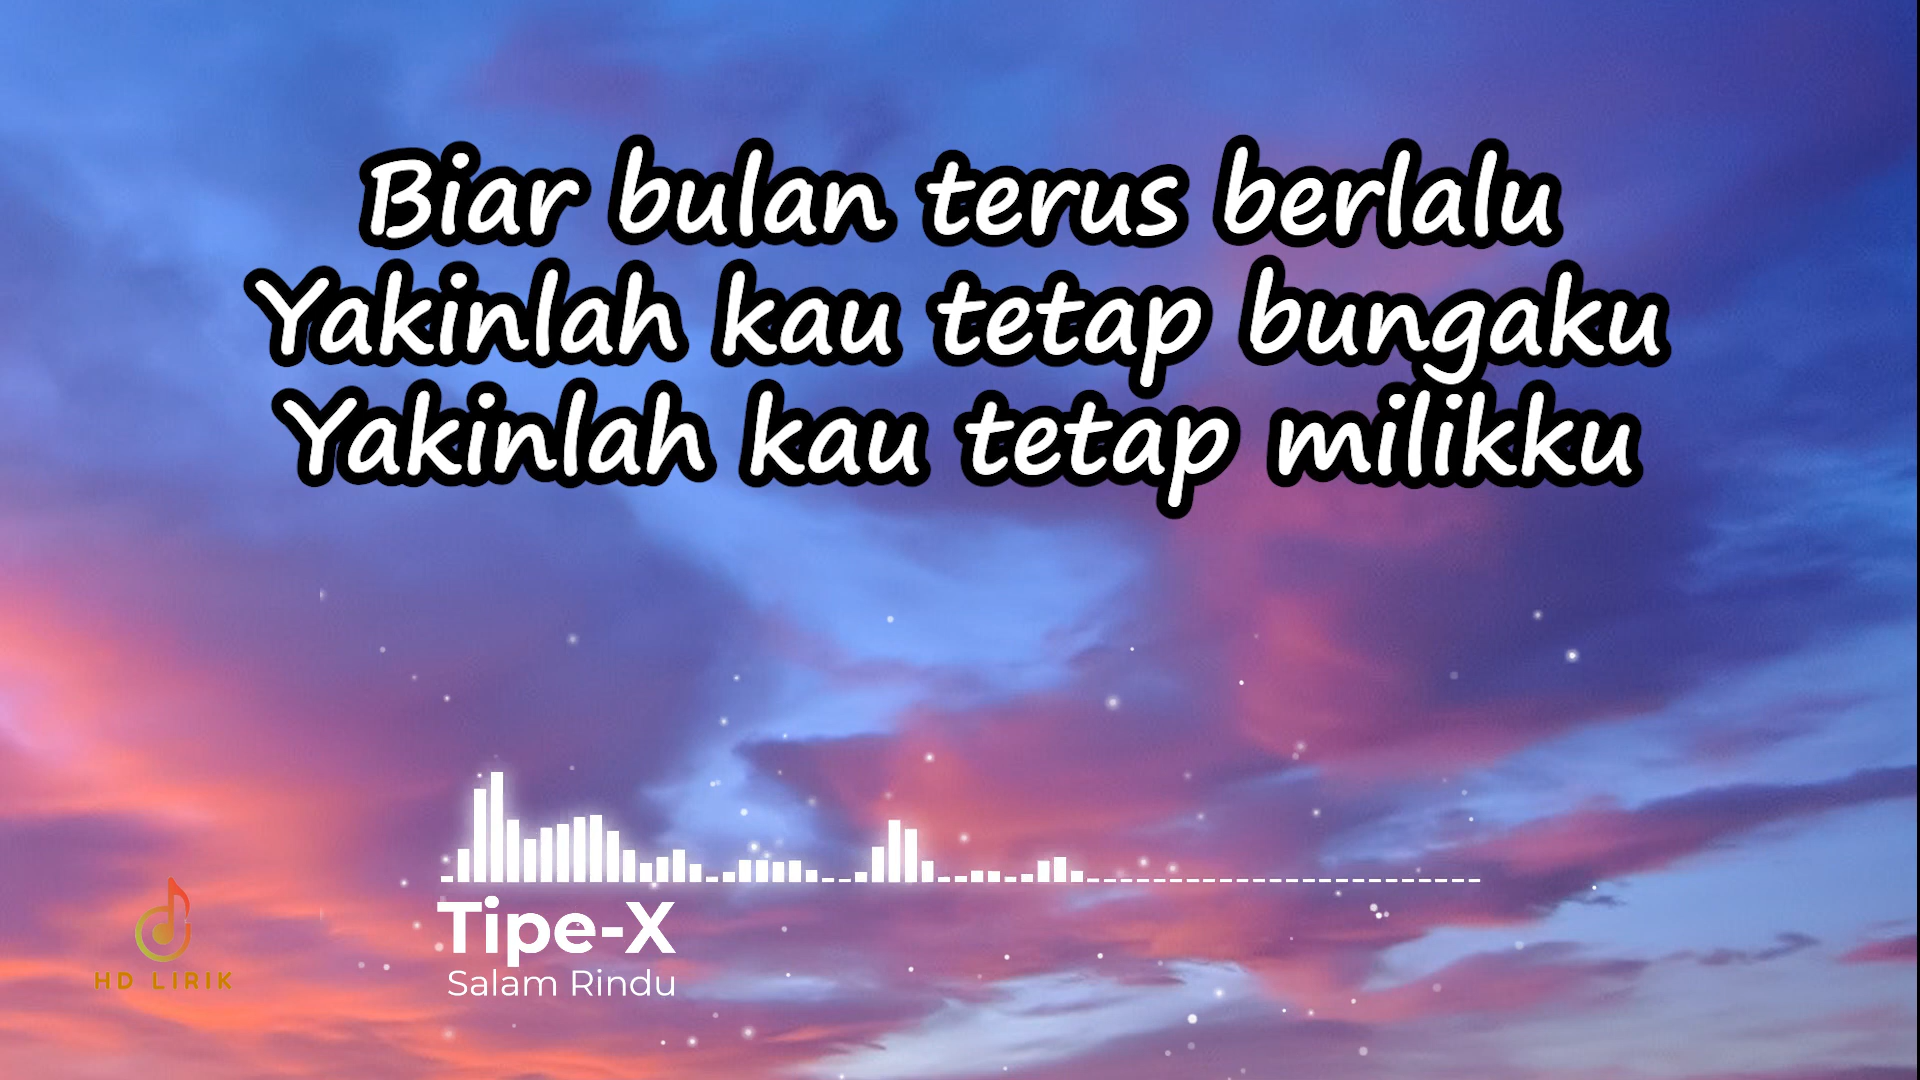 Biar bulan terus berlalu
Yakinlah kau tetap bungaku
Yakinlah kau tetap milikku
Tipe-X
Salam Rindu
HD LIRIK